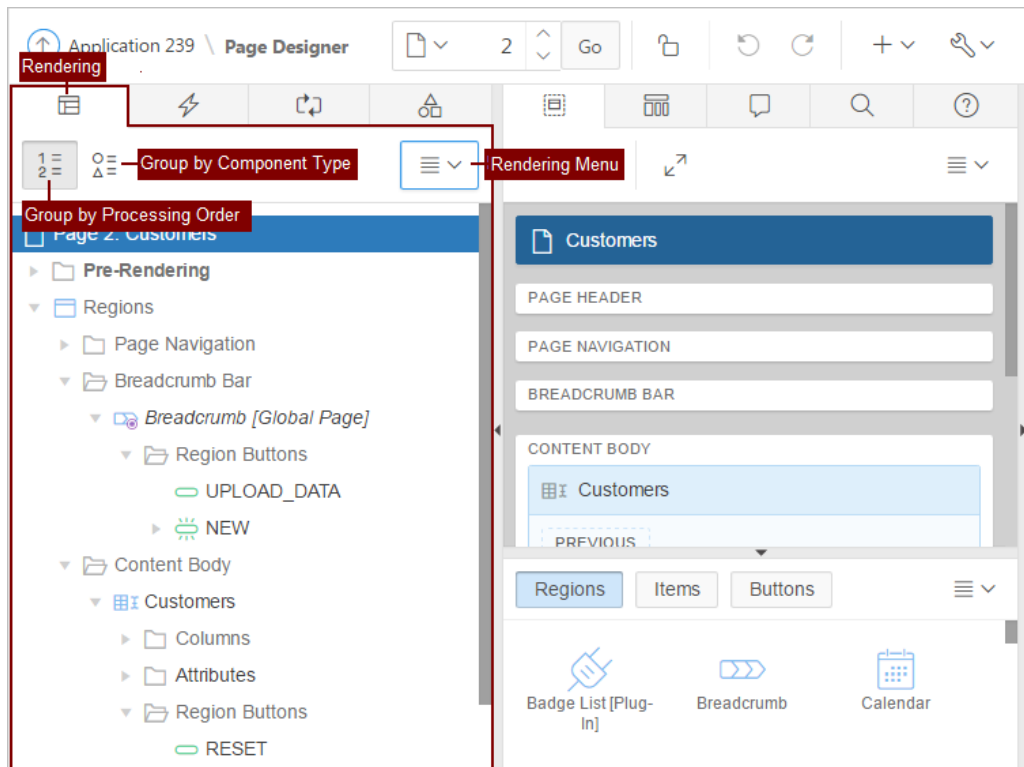 Application 239 \ Page Designer
2
Go
Rendering
1
2
Group by Component Type
Rendering Menu
Group by Processing Order
Page 2: Customers
Pre-Rendering
Regions
Page Navigation
Breadcrumb Bar
Breadcrumb [Global Page]
Region Buttons
UPLOAD_DATA
NEW
Content Body
Customers
Columns
Attributes
Region Buttons
RESET
Customers
PAGE HEADER
PAGE NAVIGATION
BREADCRUMB BAR
CONTENT BODY
Customers
PREVIOUS
Regions
Items
Buttons
Badge List [Plug-
In]
Breadcrumb
Calendar